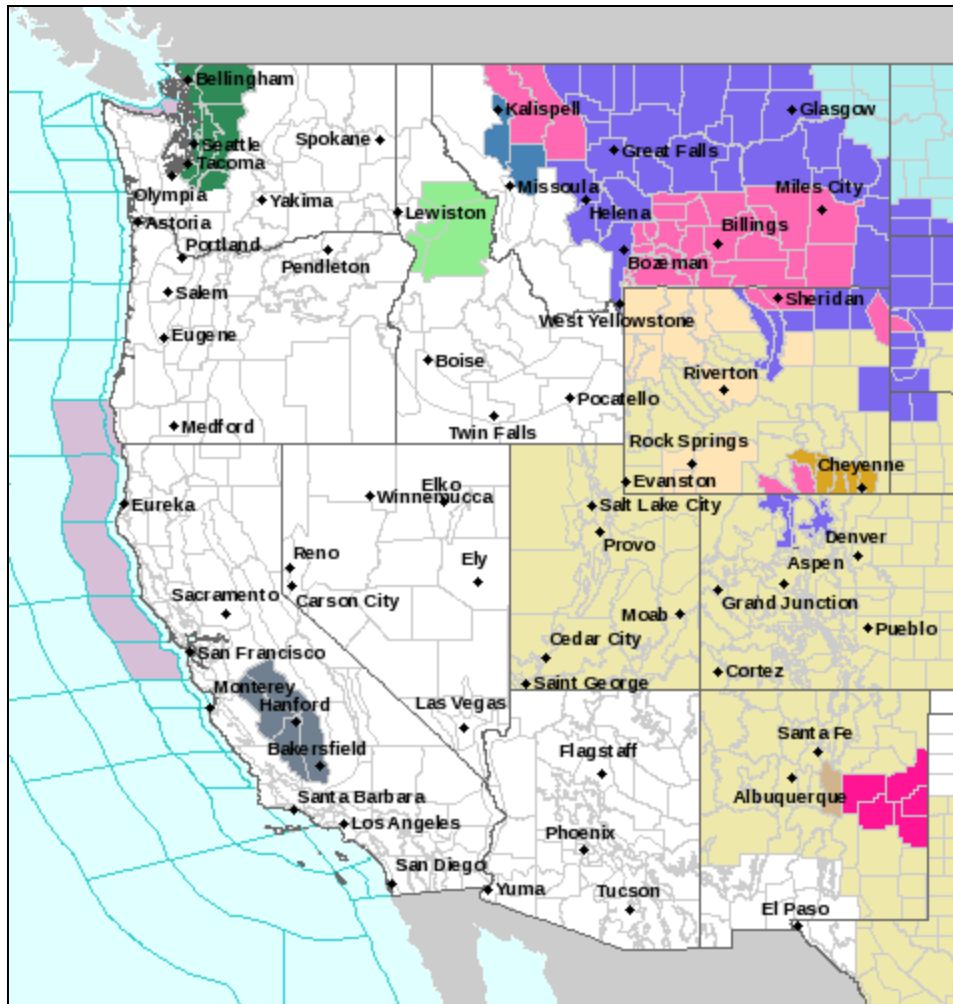 Bellingham
Kalispell
Glasgow
Seattle
Spokane
Great Falls
Tacoma
Olympia
Missoula
Miles City
Yakima
Lewiston
Helena
Astoria
Billings
Portland
Pendleton
Bozeman
Salem
Sheridan
West Yellowstone
Eugene
Boise
Riverton
Pocatello
Medford
Twin Falls
Rock Springs
Cheyenne
Elko
Evanston
Winnemucca
Eureka
Salt Lake City
Provo
Denver
Reno
Ely
Aspen
Sacramento
Carson City
Grand Junction
Moab
Pueblo
Cedar City
San Francisco
Cortez
Saint George
Monterey
Hanford
Las Vegas
Santa Fe
Bakersfield
Flagstaff
Albuquerque
Santa Barbara
Los Angeles
Phoenix
San Diego
Yuma
Tucson
El Paso